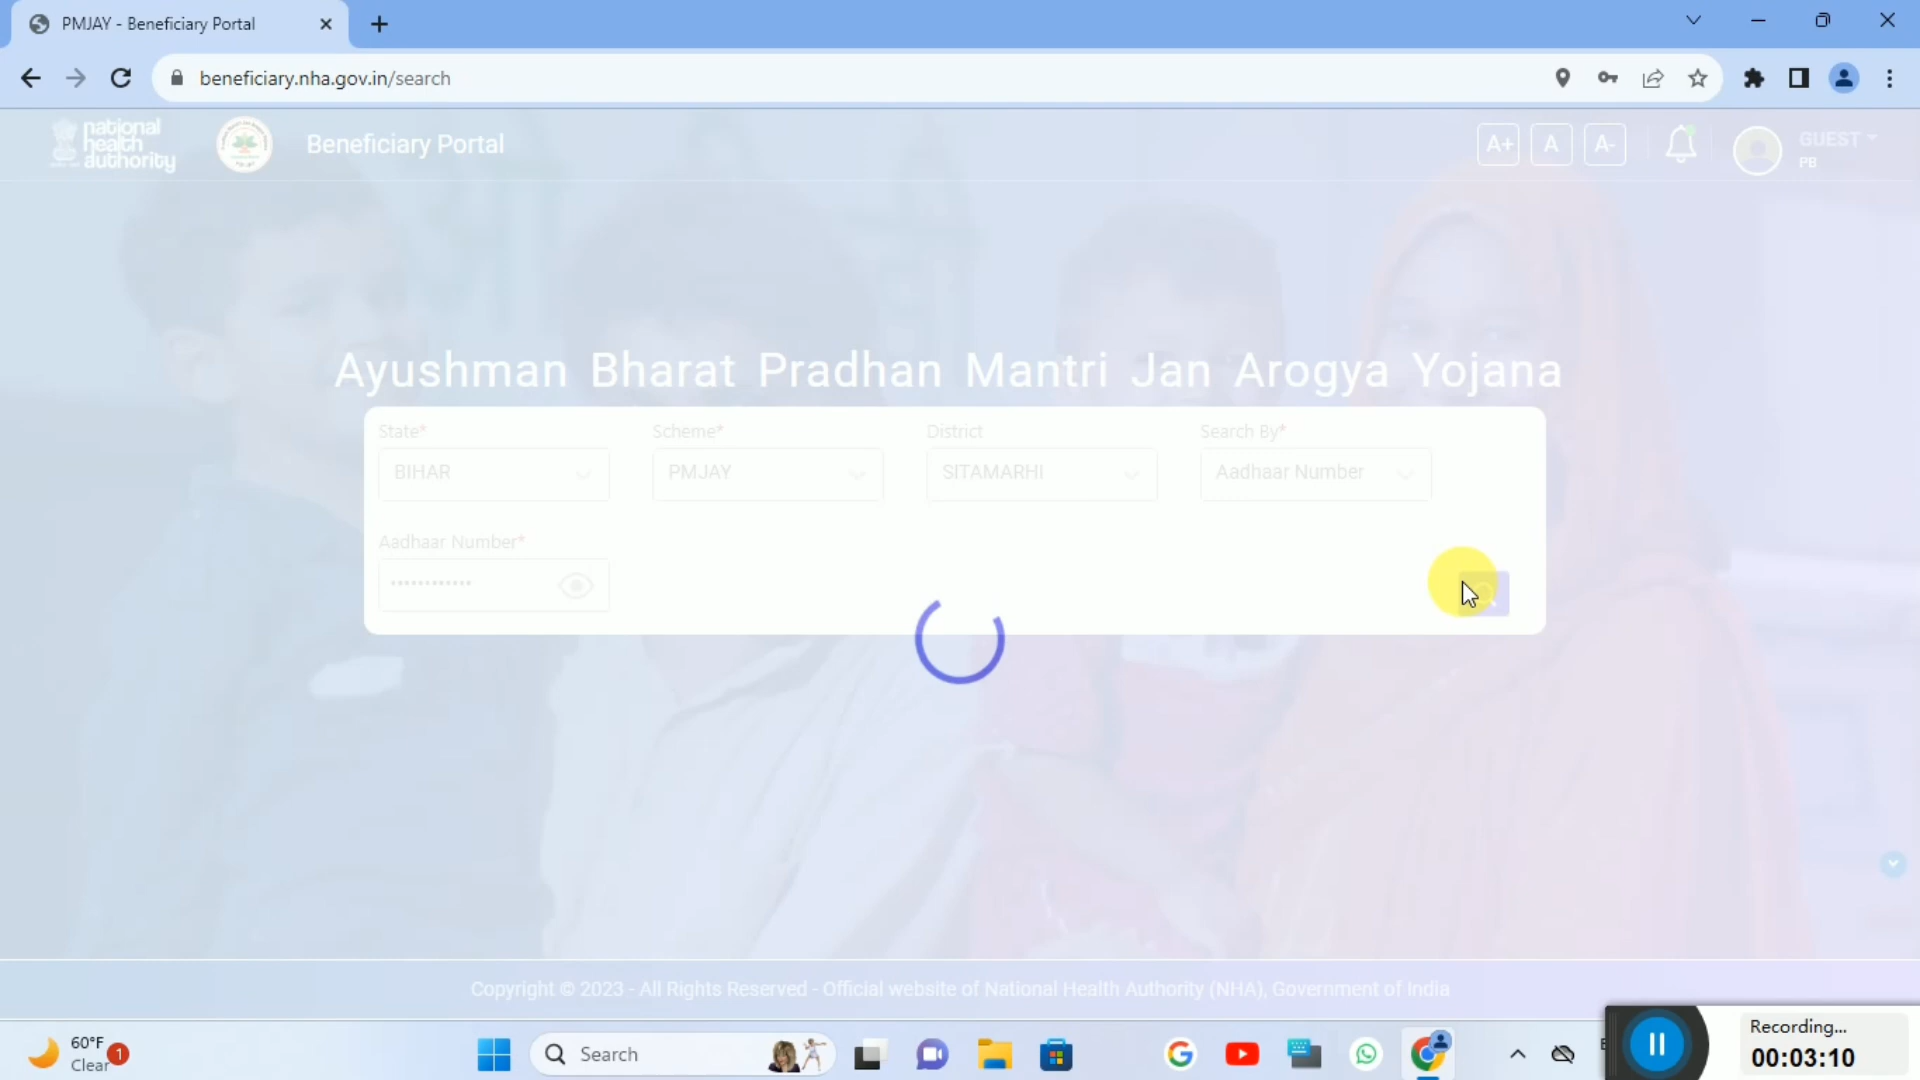 PMJAY - Beneficiary Portal
beneficiary.nha.gov.in/search
national
health
authority
Beneficiary Portal
A+
A
A-
GUEST
PB
Ayushman Bharat Pradhan Mantri Jan Arogya Yojana
State*
Scheme*
District
Search By*
BIHAR
PMJAY
SITAMARHI
Aadhaar Number
Aadhaar Number*
••••••••••••
Copyright © 2023 - All Rights Reserved - Official website of National Health Authority (NHA), Government of India
60°F
Clear
1
Search
Recording...
00:03:10